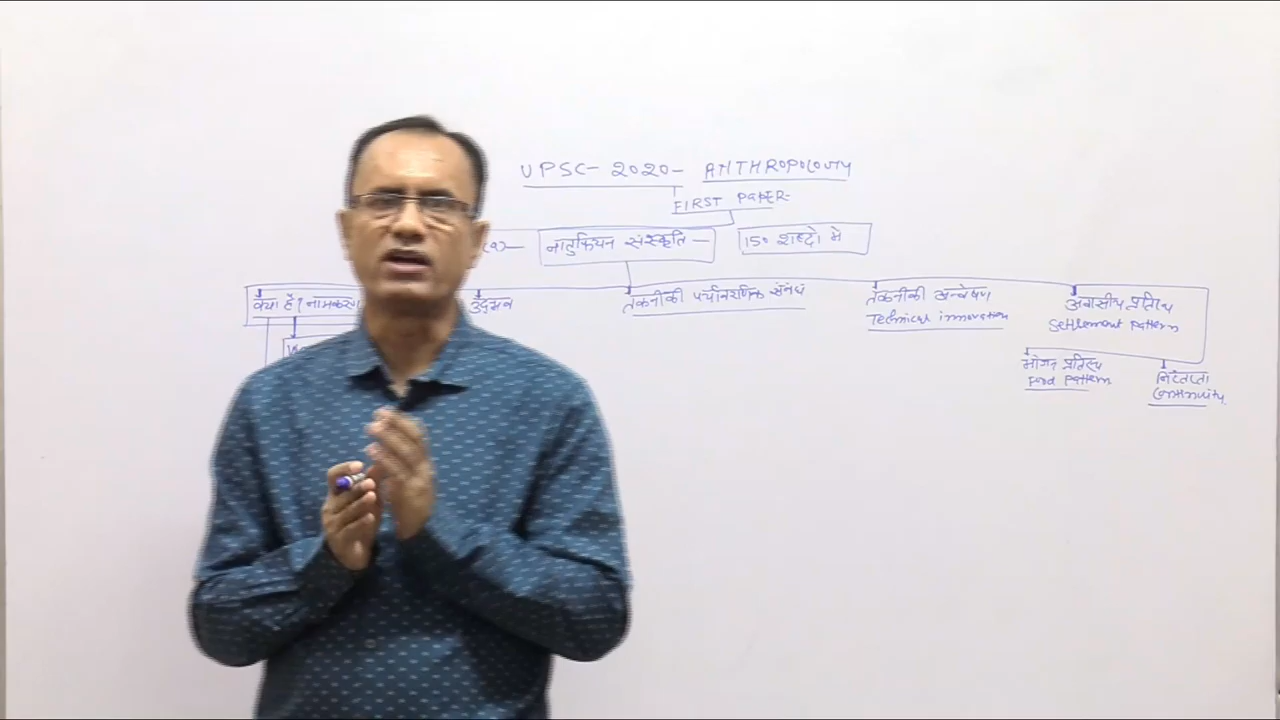 UPSC- 2020- ANTHROPOLOGY
FIRST PAPER-
(a)— नातुफियन संस्कृति — 150 शब्दो मे
क्या है? नामकरण उद्भव तकनीकी पर्यावरणिक संबंध तकनीकी अन्वेषण आवासीय प्रतिरूप
Technical innovation Settlement pattern
भोजन प्रतिरूप निरंतरता
Food Pattern Continuity